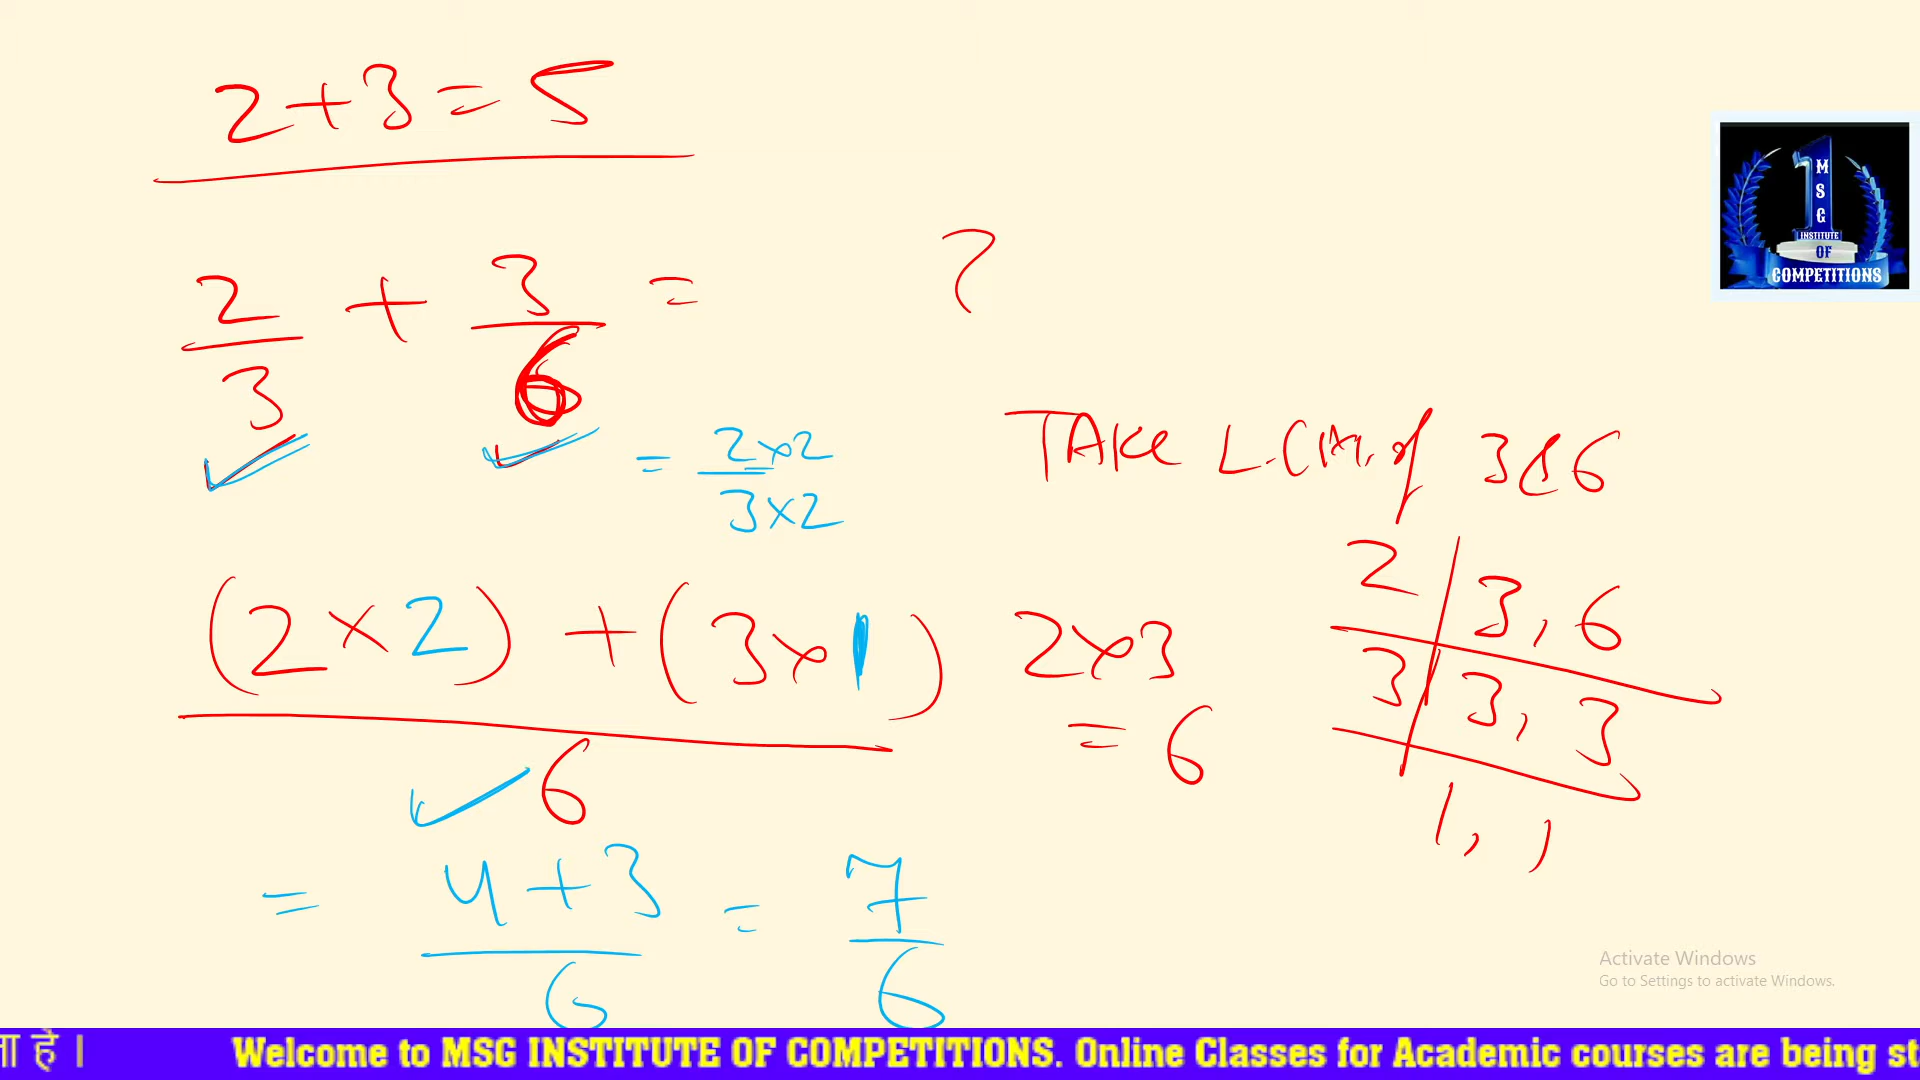 2+3=5
2/3 + 3/6 = ?
= 2×2/3×2
TAKE L.C.M. of 3 & 6
2 | 3, 6
3 | 3, 3
1, 1
(2×2) + (3×1)
6
2×3
= 6
= 4+3/6 = 7/6
1
M
S
G
INSTITUTE
OF
COMPETITIONS
Activate Windows
Go to Settings to activate Windows.
है । Welcome to MSG INSTITUTE OF COMPETITIONS. Online Classes for Academic courses are being